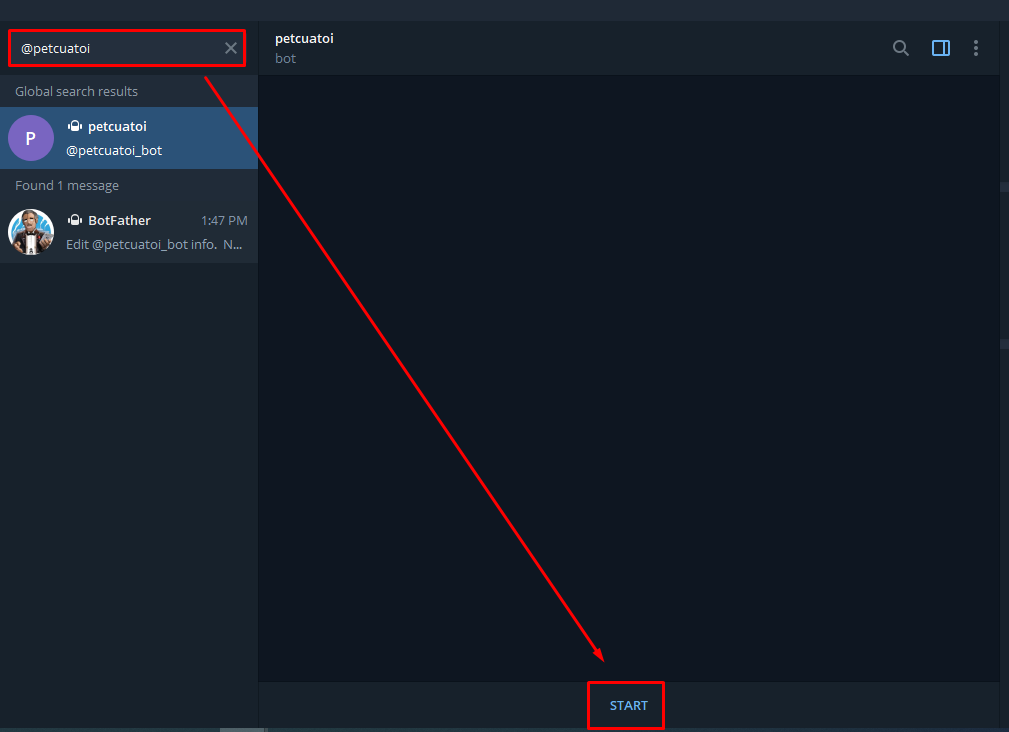 @petcuatoi
Global search results
P
petcuatoi
@petcuatoi_bot
Found 1 message
BotFather 1:47 PM
Edit @petcuatoi_bot info. N...
petcuatoi
bot
START